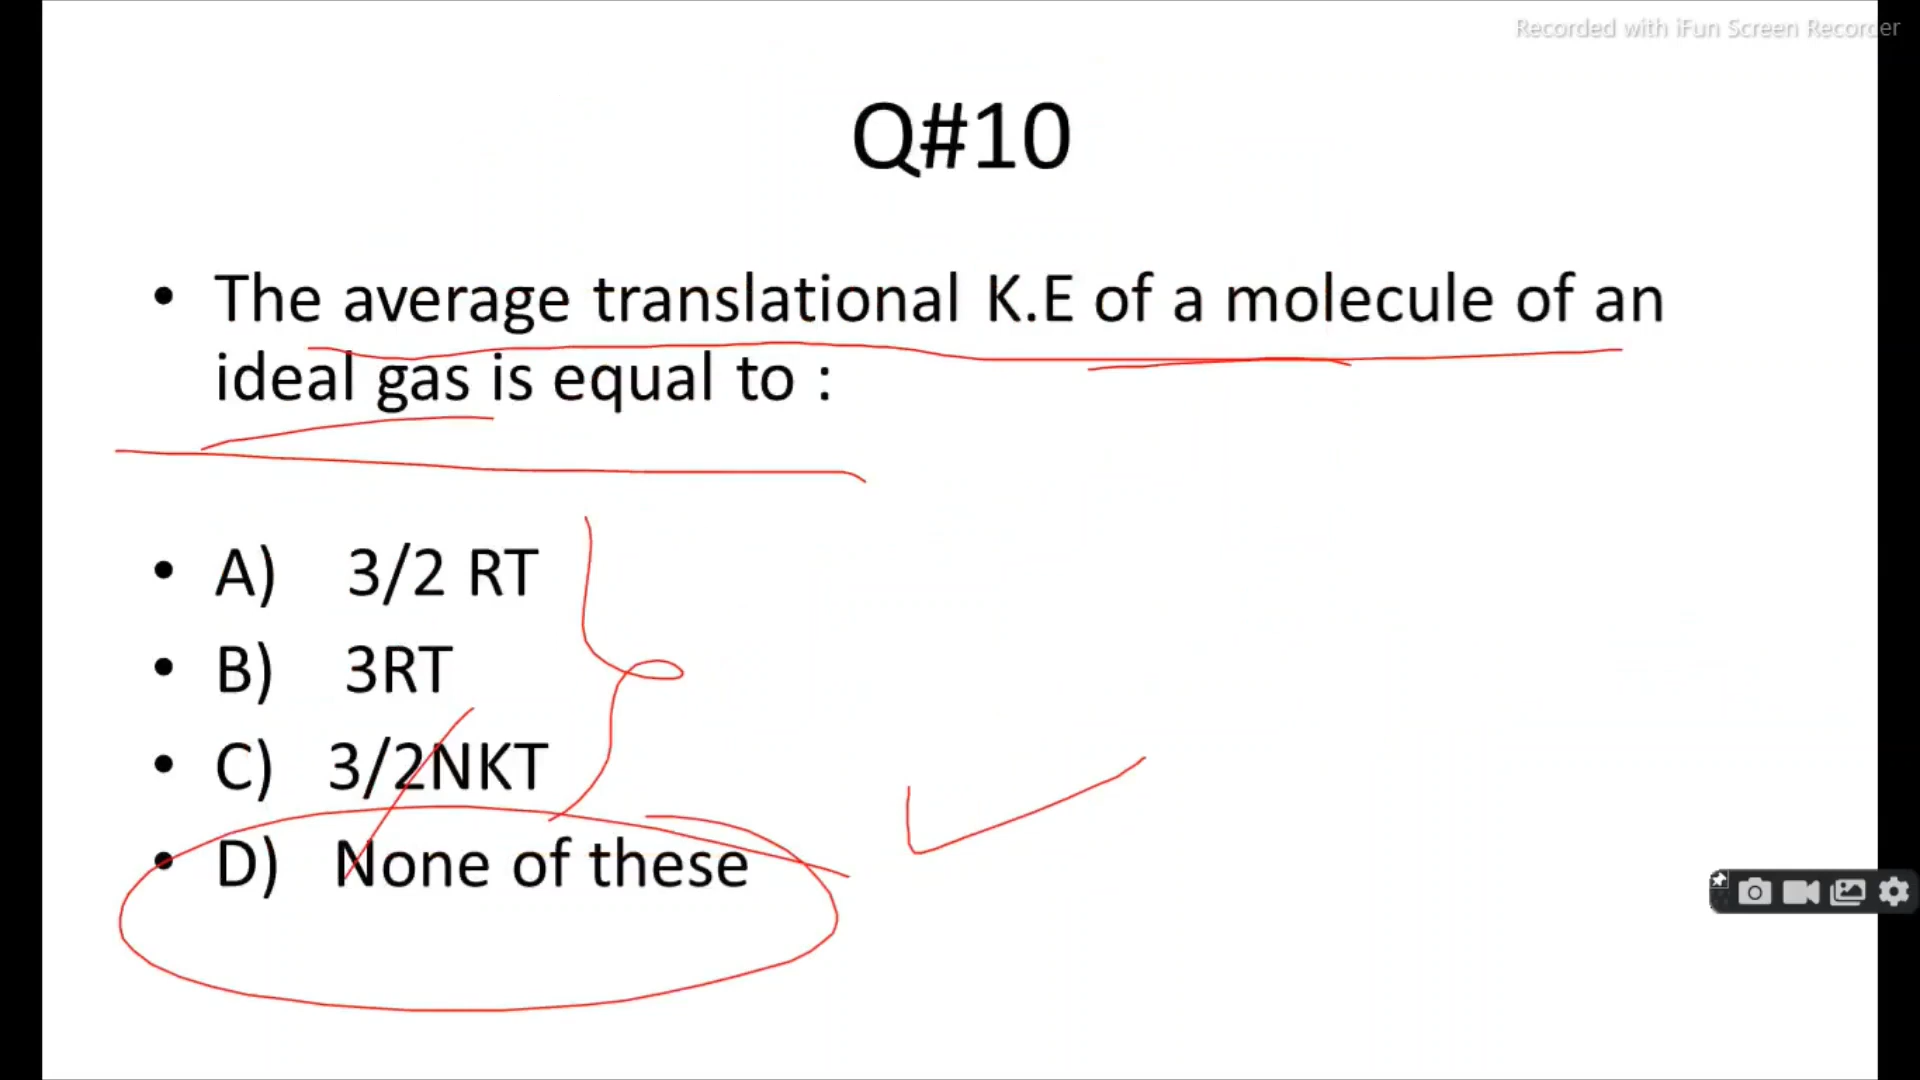 Recorded with iFun Screen Recorder
Q#10
• The average translational K.E of a molecule of an
ideal gas is equal to :
• A) 3/2 RT
• B) 3RT
• C) 3/2NKT
• D) None of these